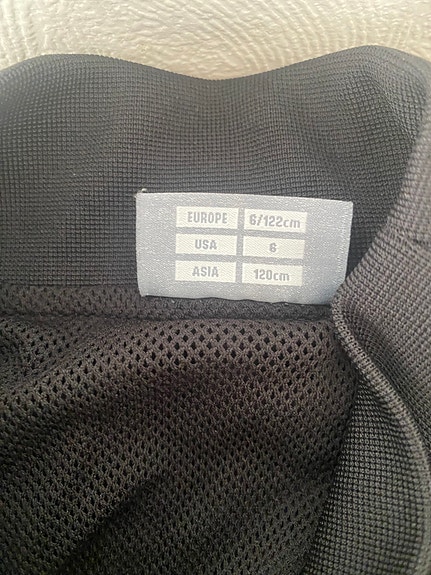 EUROPE 6/122cm
USA 6
ASIA 120cm